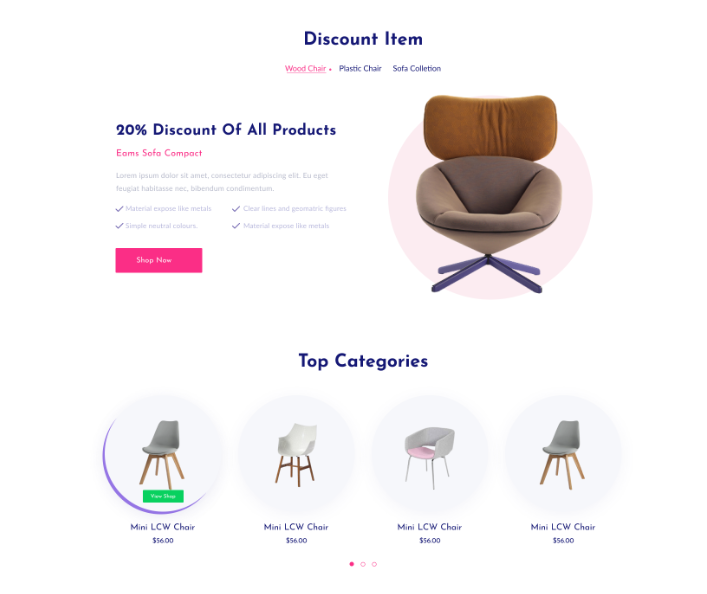 Discount Item
Wood Chair Plastic Chair Sofa Colletion
20% Discount Of All Products
Eams Sofa Compact
Lorem ipsum dolor sit amet, consectetur adipiscing elit. Eu eget
feugiat habitasse nec, bibendum condimentum.
Material expose like metals Clear lines and geomatric figures
Simple neutral colours. Material expose like metals
Shop Now
Top Categories
View Shop
Mini LCW Chair Mini LCW Chair Mini LCW Chair Mini LCW Chair
$56.00 $56.00 $56.00 $56.00